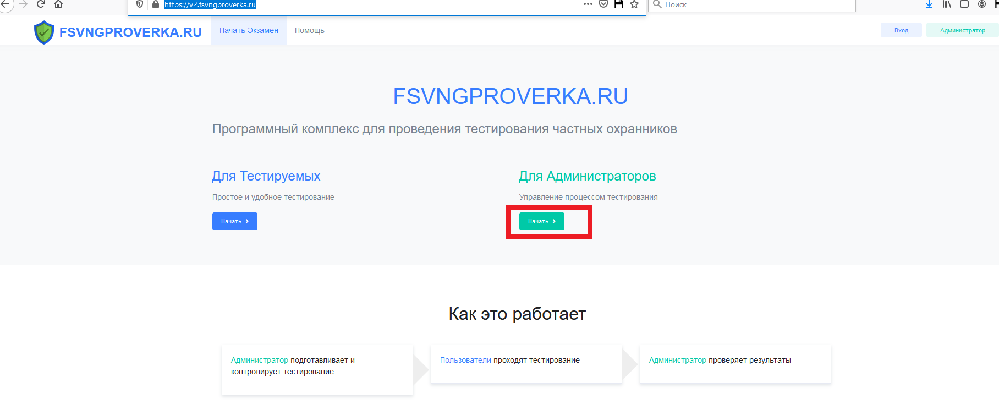 https://v2.fsvngproverka.ru
Поиск
FSVNGPROVERKA.RU
Начать Экзамен
Помощь
Вход
Администратор
FSVNGPROVERKA.RU
Программный комплекс для проведения тестирования частных охранников
Для Тестируемых
Простое и удобное тестирование
Начать
Для Администраторов
Управление процессом тестирования
Начать
Как это работает
Администратор подготавливает и
контролирует тестирование
Пользователи проходят тестирование
Администратор проверяет результаты